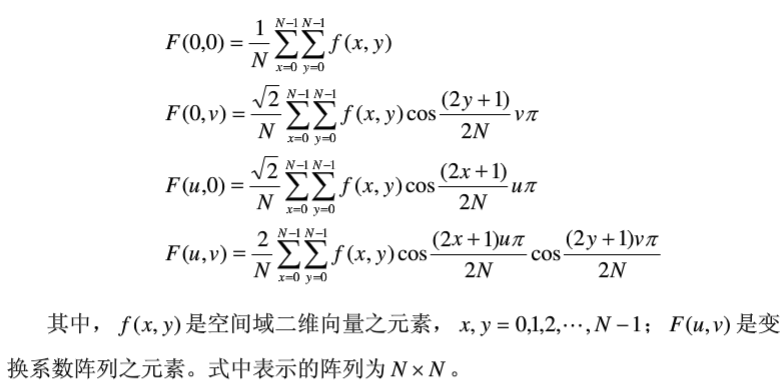 F(0,0) = \frac{1}{N} \sum_{x=0}^{N-1} \sum_{y=0}^{N-1} f(x, y)
F(0,v) = \frac{\sqrt{2}}{N} \sum_{x=0}^{N-1} \sum_{y=0}^{N-1} f(x, y) \cos \frac{(2y+1)}{2N} v\pi
F(u,0) = \frac{\sqrt{2}}{N} \sum_{x=0}^{N-1} \sum_{y=0}^{N-1} f(x, y) \cos \frac{(2x+1)}{2N} u\pi
F(u,v) = \frac{2}{N} \sum_{x=0}^{N-1} \sum_{y=0}^{N-1} f(x, y) \cos \frac{(2x+1)u\pi}{2N} \cos \frac{(2y+1)v\pi}{2N}
其中，f(x, y)是空间域二维向量之元素，x, y = 0,1,2,⋯, N −1；F(u,v)是变
换系数阵列之元素。式中表示的阵列为 N × N 。